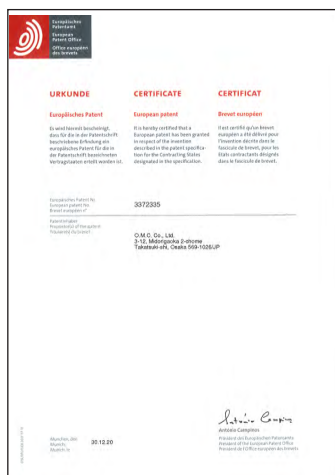 Europäisches
Patentamt
European
Patent Office
Office européen
des brevets
URKUNDE
CERTIFICATE
CERTIFICAT
Europäisches Patent
European patent
Brevet européen
Es wird hiermit bescheinigt,
dass für die in der Patentschrift
beschriebene Erfindung ein
europäisches Patent für die in
der Patentschrift bezeichneten
Vertragsstaaten erteilt worden ist.
It is hereby certified that a
European patent has been granted
in respect of the invention
described in the patent specifica-
tion for the Contracting States
designated in the specification.
Il est certifié qu'un brevet
européen a été délivré pour
l'invention décrite dans le
fascicule de brevet, pour les
Etats contractants désignés
dans le fascicule de brevet.
Europäisches Patent Nr.
European patent No.
Brevet européen n°
3372335
Patentinhaber
Proprietor(s) of the patent
Titulaire(s) du brevet
O.M.C. Co., Ltd.
3-12, Midorigaoka 2-chome
Takatsuki-shi, Osaka 569-1026/JP
António Campinos
Präsident des Europäischen Patentamts
President of the European Patent Office
Président de l'Office européen des brevets
München, den
Munich,
Munich, le
30.12.20